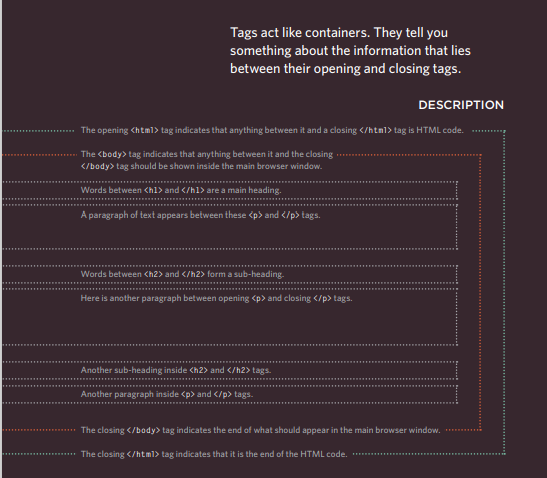 Tags act like containers. They tell you
something about the information that lies
between their opening and closing tags.
DESCRIPTION
The opening <html> tag indicates that anything between it and a closing </html> tag is HTML code.
The <body> tag indicates that anything between it and the closing
</body> tag should be shown inside the main browser window.
Words between <h1> and </h1> are a main heading.
A paragraph of text appears between these <p> and </p> tags.
Words between <h2> and </h2> form a sub-heading.
Here is another paragraph between opening <p> and closing </p> tags.
Another sub-heading inside <h2> and </h2> tags.
Another paragraph inside <p> and </p> tags.
The closing </body> tag indicates the end of what should appear in the main browser window.
The closing </html> tag indicates that it is the end of the HTML code.